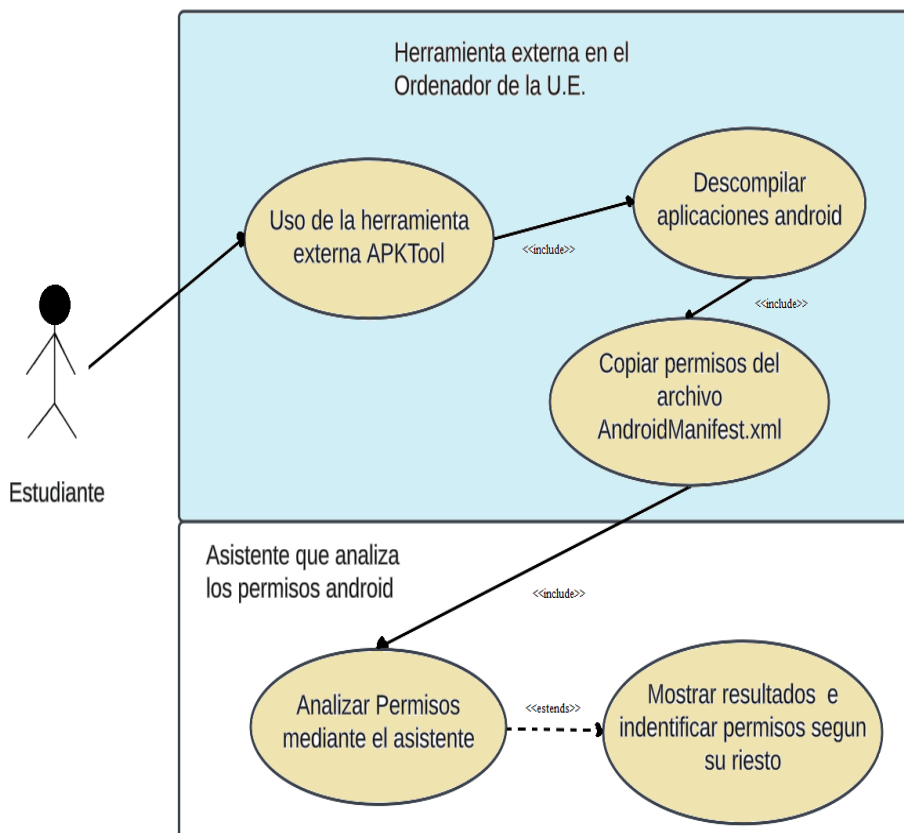 Herramienta externa en el
Ordenador de la U.E.
Uso de la herramienta
externa APKTool
<<include>>
Descompilar
aplicaciones android
<<include>>
Copiar permisos del
archivo
AndroidManifest.xml
Estudiante
Asistente que analiza
los permisos android
<<include>>
Analizar Permisos
mediante el asistente
<<estends>>
Mostrar resultados e
indentificar permisos segun
su riesto